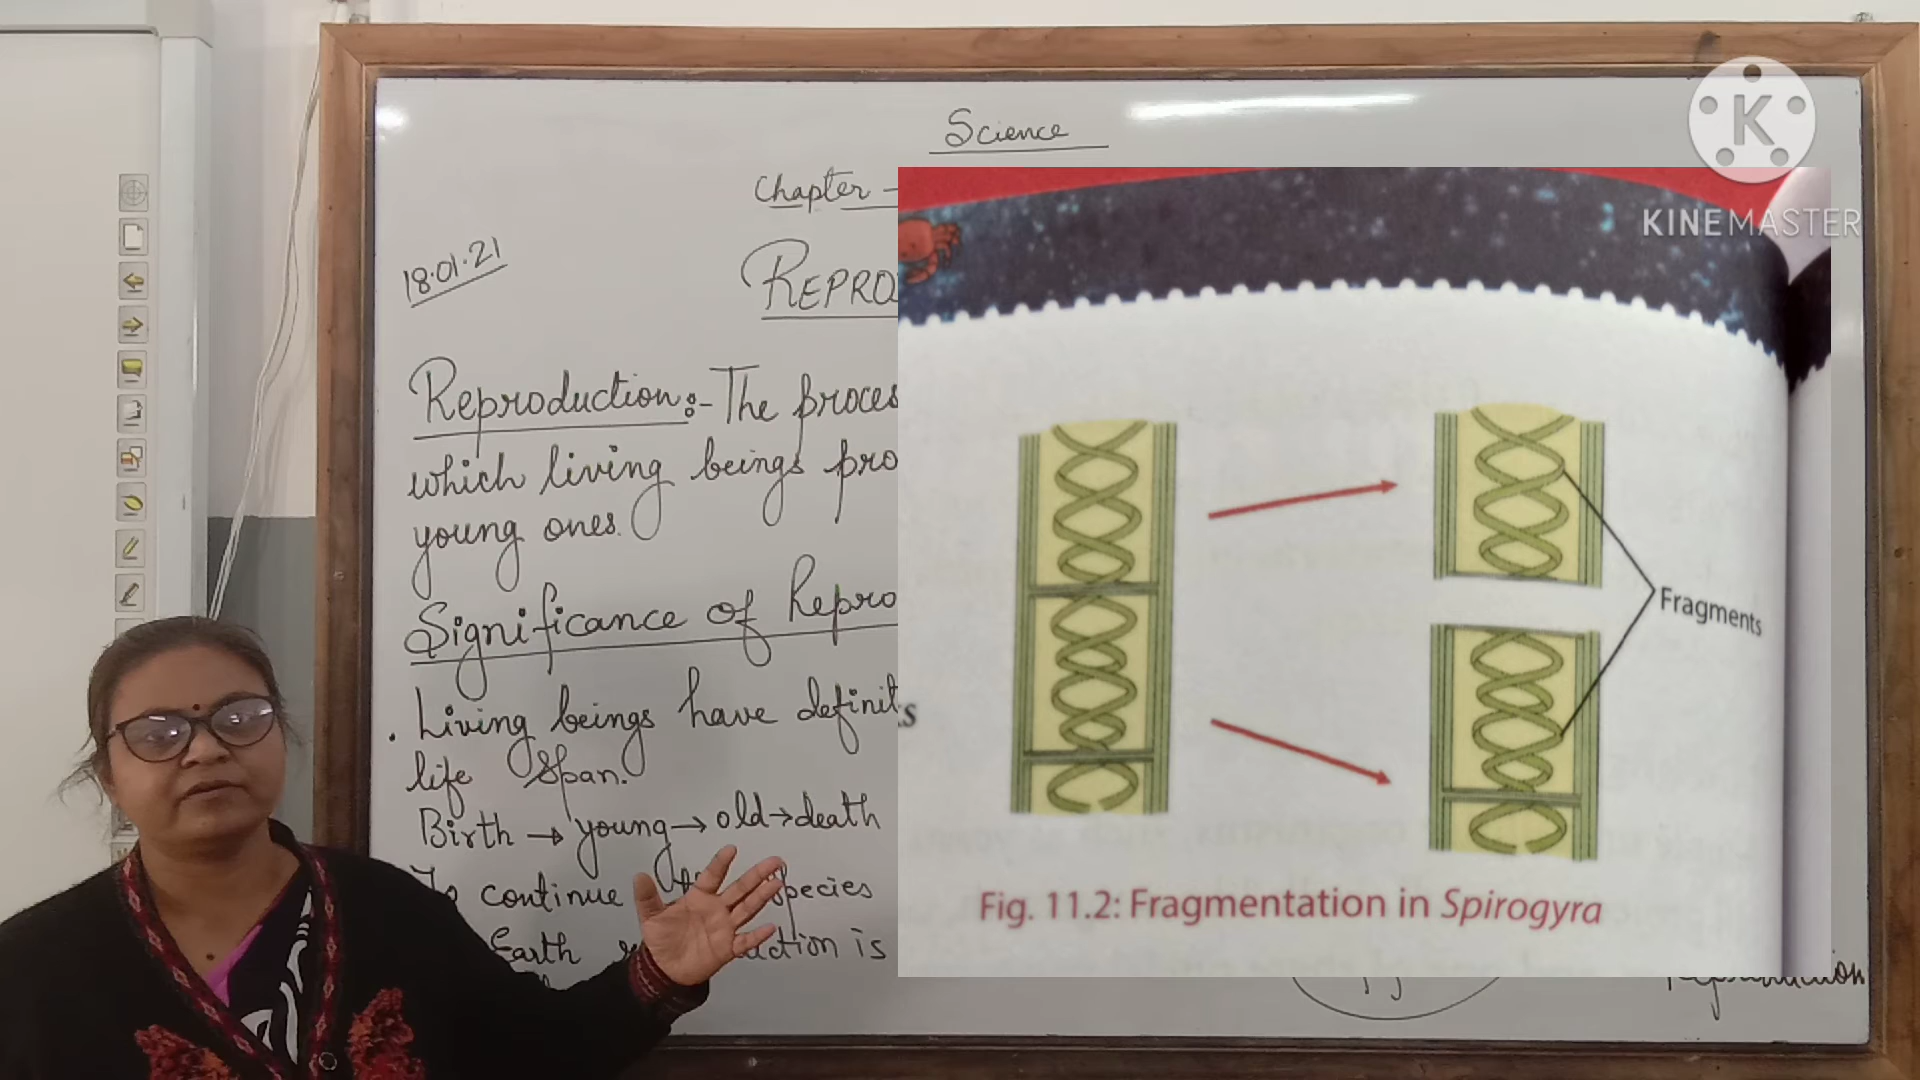 Science
Chapter -
18.01.21
REPRO
Reproduction:- The proces
which living beings pro
young ones.
Significance of Repro
. Living beings have definit
life Span.
Birth → young → old → death
To continue species
Earth is
K
KINEMASTER
Fragments
s
Fig. 11.2: Fragmentation in Spirogyra